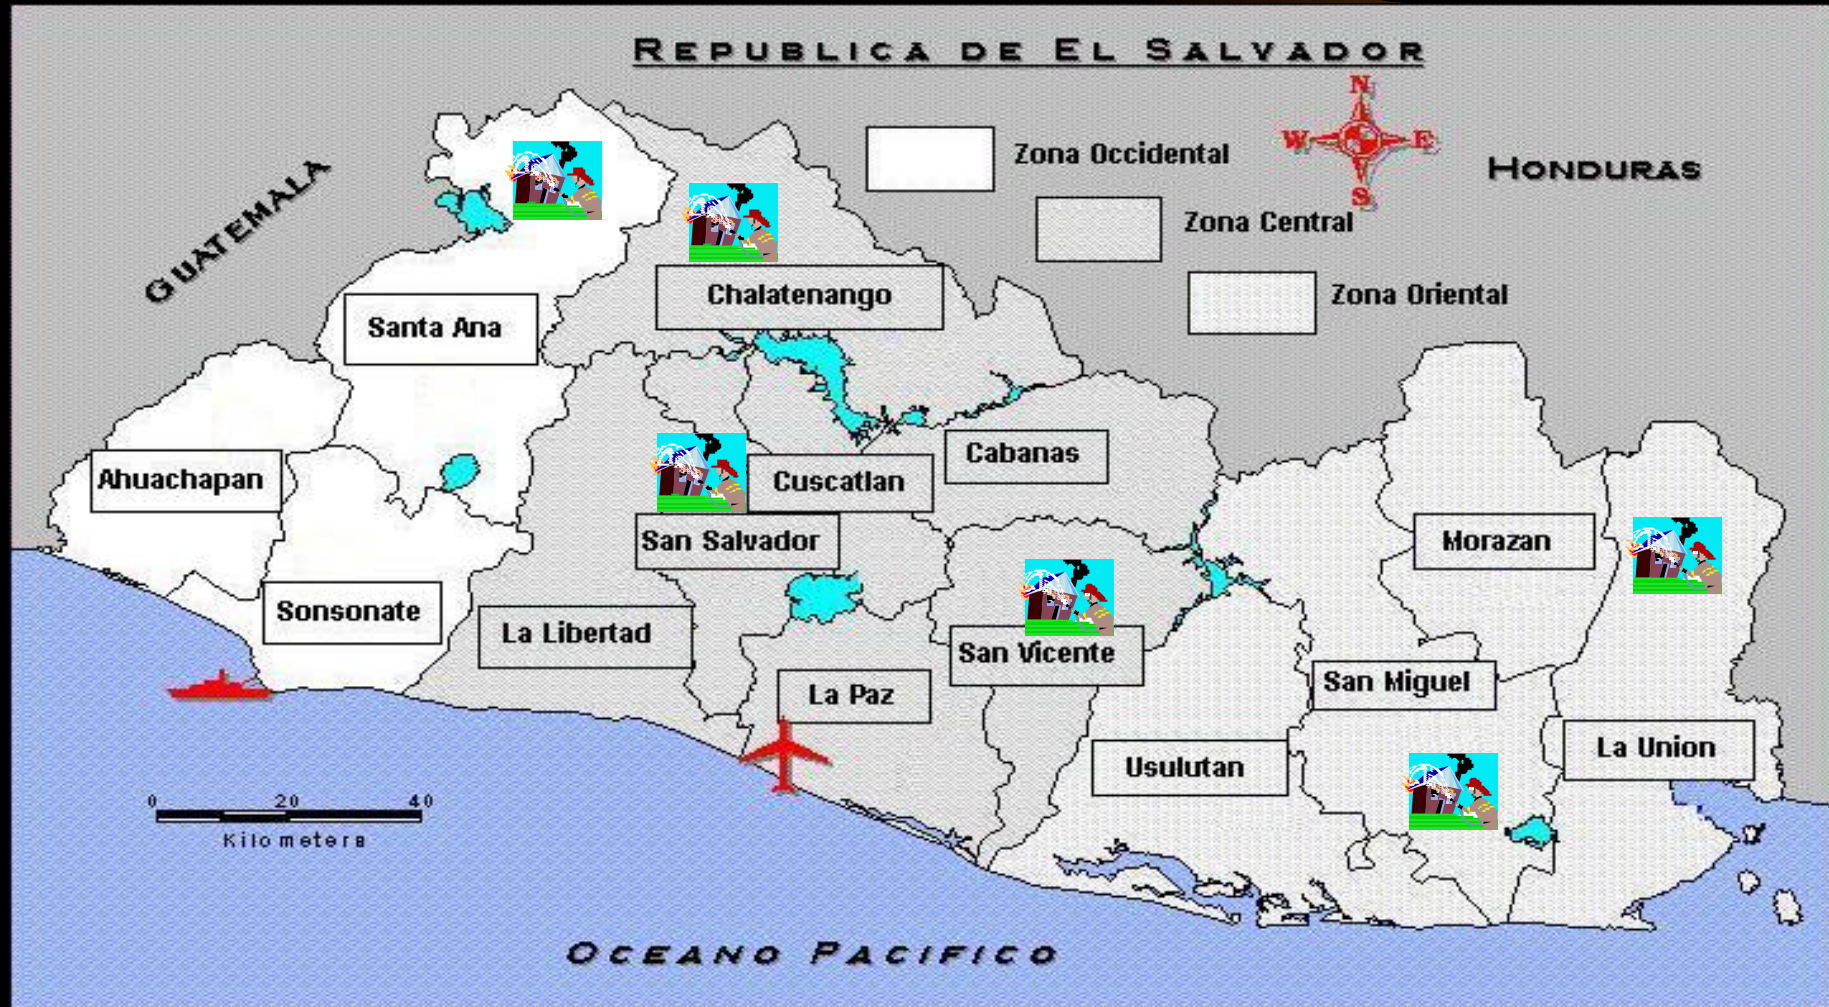 REPUBLICA DE EL SALVADOR
N
W E
S
Zona Occidental
HONDURAS
Zona Central
GUATEMALA
Zona Oriental
Chalatenango
Santa Ana
Cabanas
Ahuachapan
Cuscatlan
San Salvador
Morazan
Sonsonate
La Libertad
San Vicente
San Miguel
La Paz
La Union
Usulutan
0 20 40
Kilometers
OCEANO PACIFICO